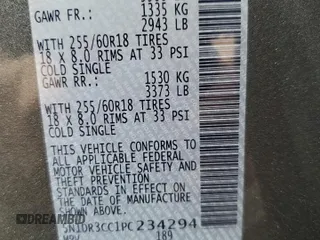 GAWR FR.: 1335 KG
2943 LB
WITH 255/60R18 TIRES
18 X 8.0 RIMS AT 33 PSI
COLD SINGLE
GAWR RR.: 1530 KG
3373 LB
WITH 255/60R18 TIRES
18 X 8.0 RIMS AT 33 PSI
COLD SINGLE
THIS VEHICLE CONFORMS TO
ALL APPLICABLE FEDERAL
MOTOR VEHICLE SAFETY
AND THEFT PREVENTION
STANDARDS IN EFFECT ON
THE DATE OF MANUFACTURE
SHOWN ABOVE.
5N1DR3CC1PC234294
MPV 189
DREAMBID